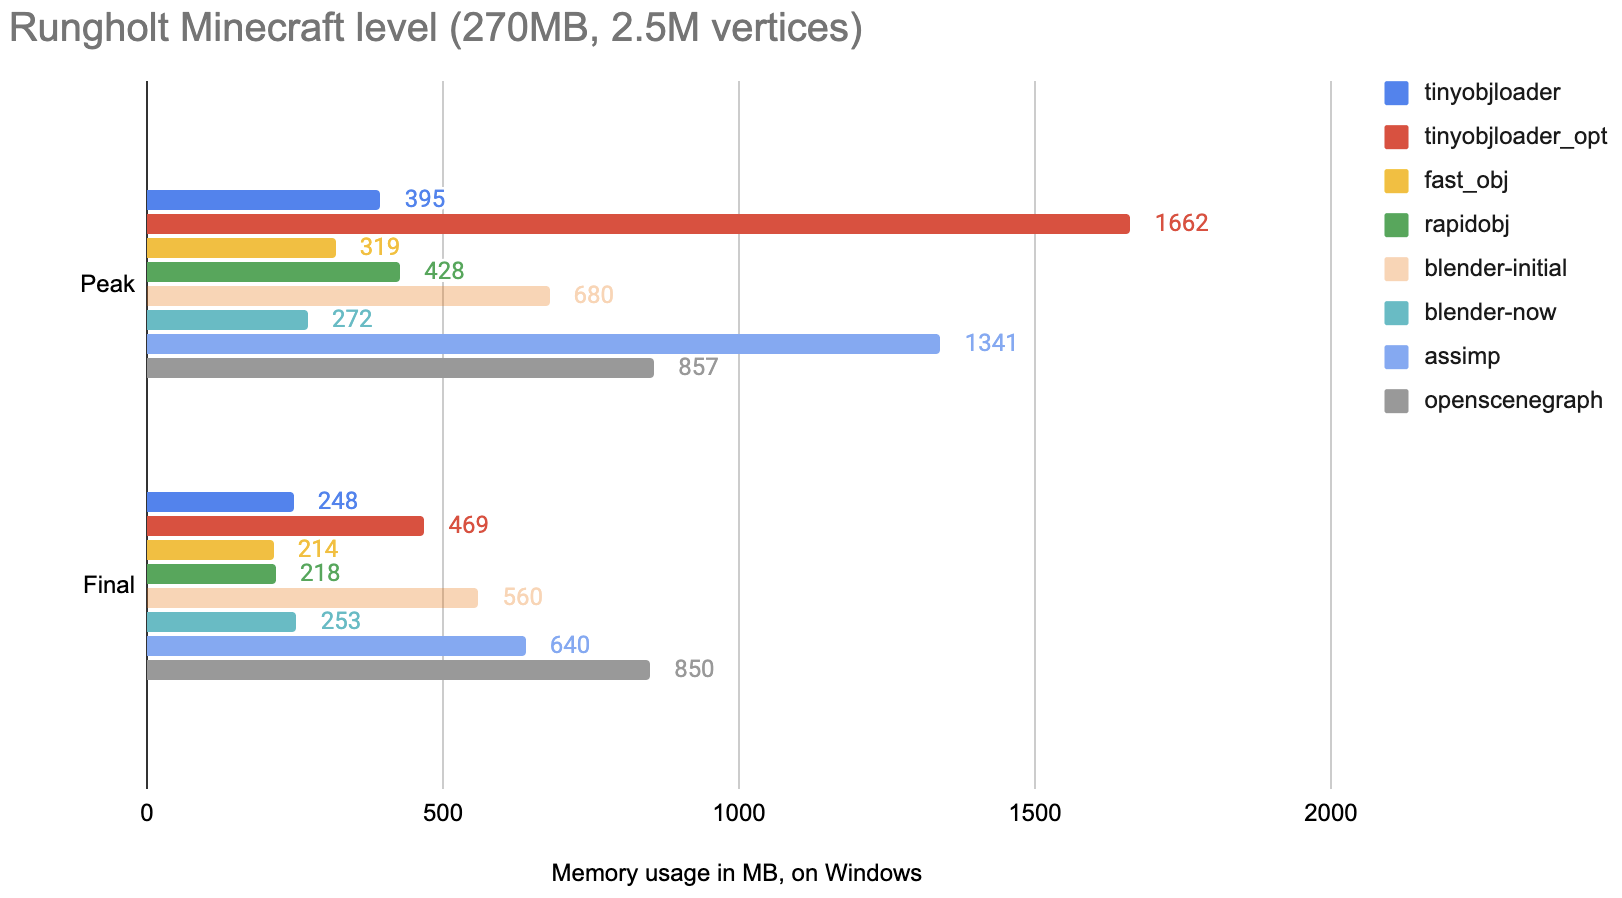 Rungholt Minecraft level (270MB, 2.5M vertices)
tinyobjloader
tinyobjloader_opt
fast_obj
rapidobj
blender-initial
blender-now
assimp
openscenegraph
Peak
395
1662
319
428
680
272
1341
857
Final
248
469
214
218
560
253
640
850
0 500 1000 1500 2000
Memory usage in MB, on Windows